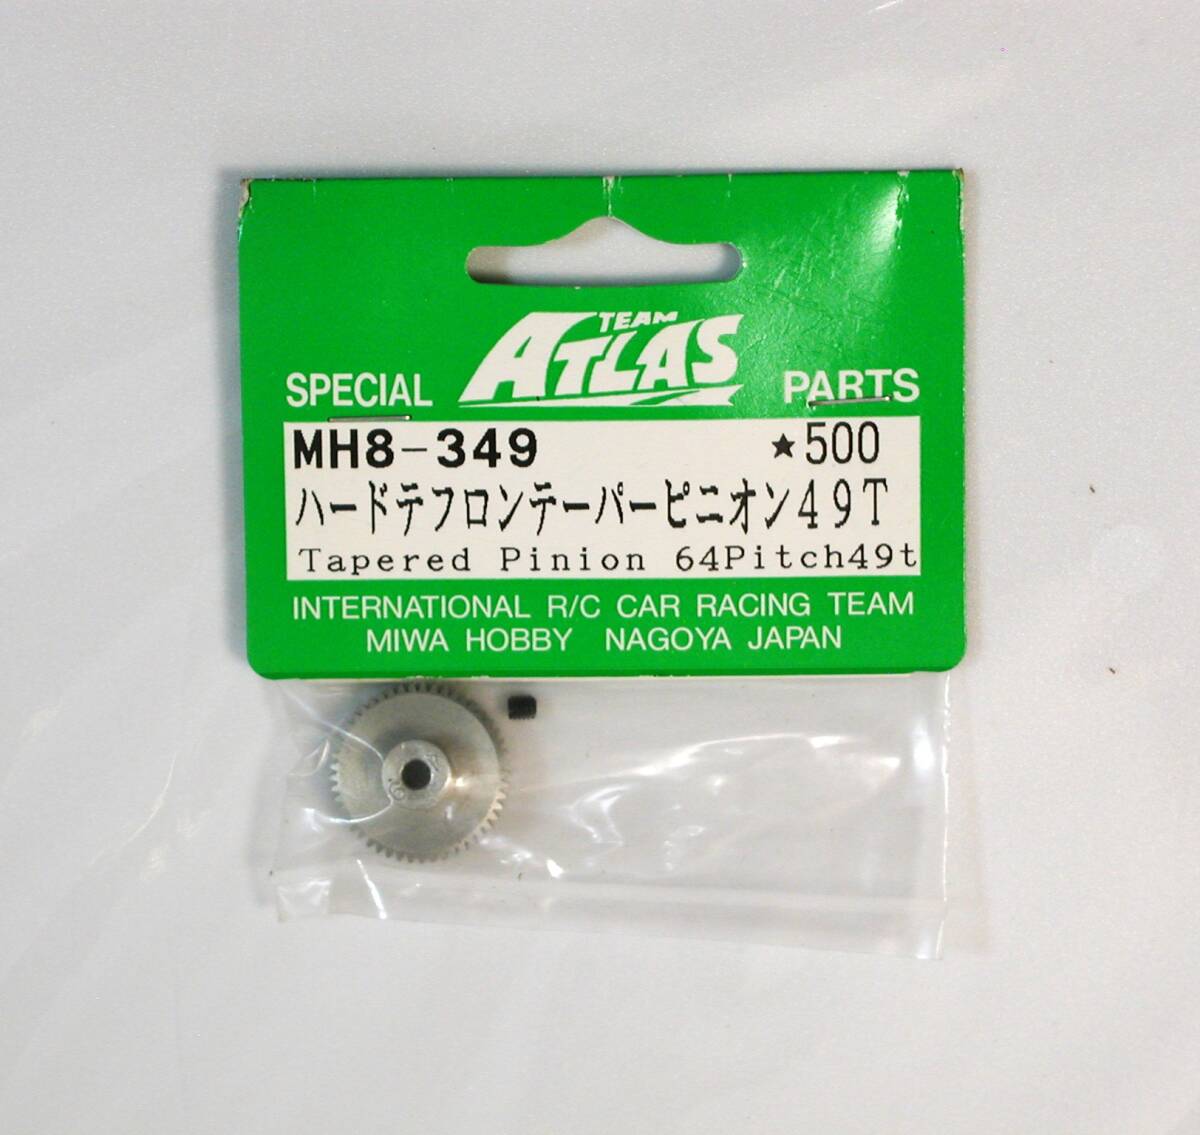 TEAM
ATLAS
SPECIAL PARTS
MH8-349 ★500
ハードテフロンテーパーピニオン49T
Tapered Pinion 64Pitch49t
INTERNATIONAL R/C CAR RACING TEAM
MIWA HOBBY NAGOYA JAPAN